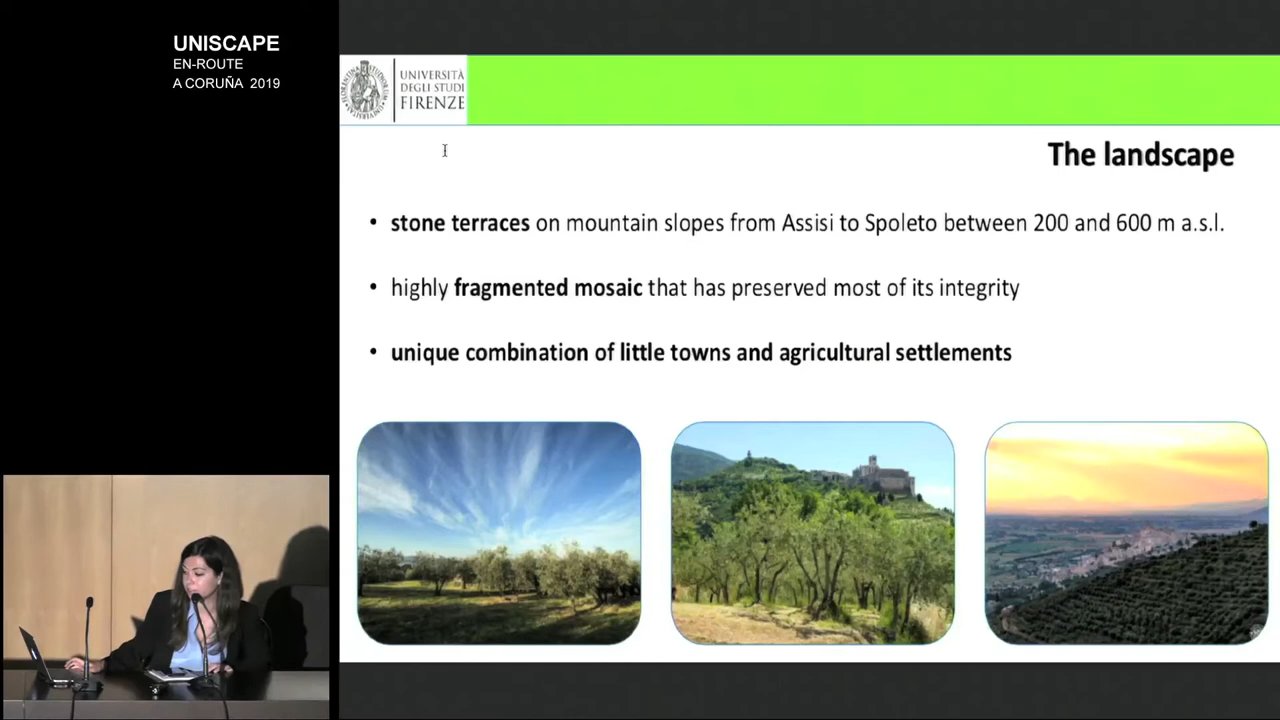 UNISCAPE
EN-ROUTE
A CORUÑA 2019
UNIVERSITÀ
DEGLI STUDI
FIRENZE
The landscape
• stone terraces on mountain slopes from Assisi to Spoleto between 200 and 600 m a.s.l.
• highly fragmented mosaic that has preserved most of its integrity
• unique combination of little towns and agricultural settlements